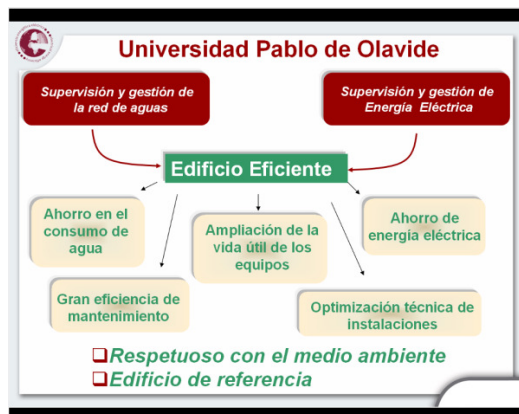 Universidad Pablo de Olavide
Supervisión y gestión de
la red de aguas
Supervisión y gestión de
Energía Eléctrica
Edificio Eficiente
Ahorro en el
consumo de
agua
Ampliación de la
vida útil de los
equipos
Ahorro de
energía eléctrica
Gran eficiencia de
mantenimiento
Optimización técnica de
instalaciones
❑Respetuoso con el medio ambiente
❑Edificio de referencia